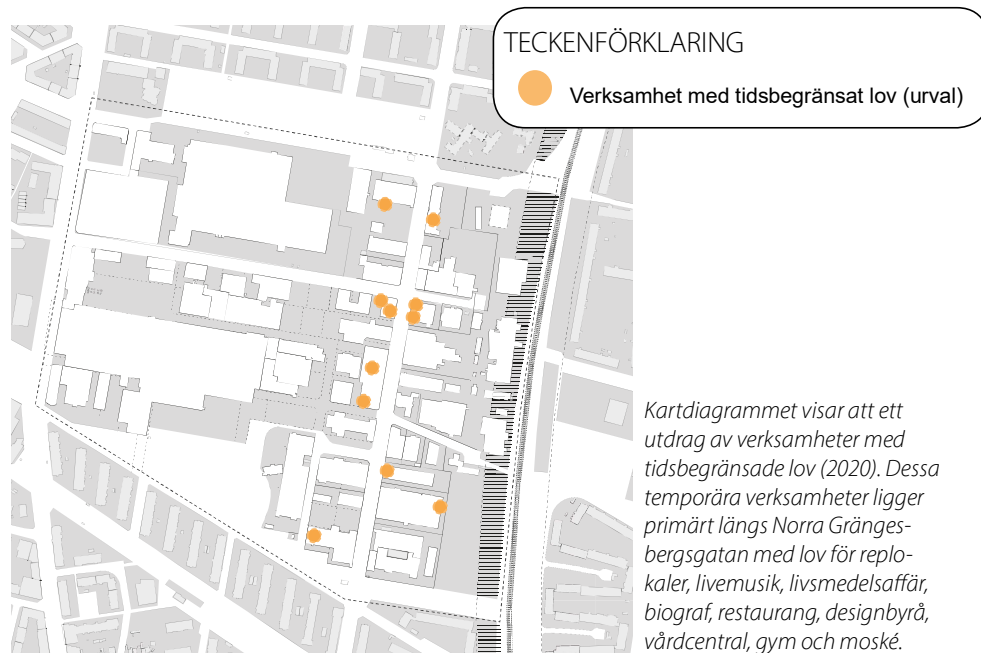 TECKENFÖRKLARING
Verksamhet med tidsbegränsat lov (urval)
Kartdiagrammet visar att ett
utdrag av verksamheter med
tidsbegränsade lov (2020). Dessa
temporära verksamheter ligger
primärt längs Norra Gränges-
bergsgatan med lov för replo-
kaler, livemusik, livsmedelsaffär,
biograf, restaurang, designbyrå,
vårdcentral, gym och moské.